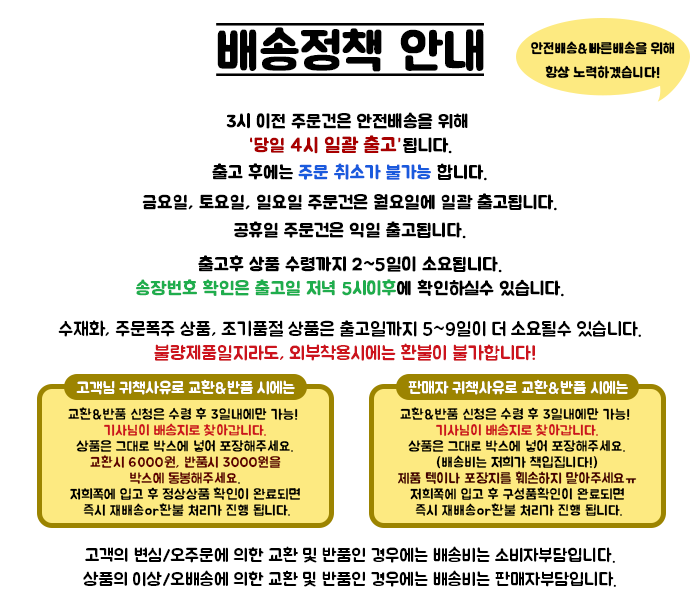 배송정책 안내
안전배송&빠른배송을 위해
항상 노력하겠습니다!
3시 이전 주문건은 안전배송을 위해
'당일 4시 일괄 출고'됩니다.
출고 후에는 주문 취소가 불가능 합니다.
금요일, 토요일, 일요일 주문건은 월요일에 일괄 출고됩니다.
공휴일 주문건은 익일 출고됩니다.
출고후 상품 수령까지 2~5일이 소요됩니다.
송장번호 확인은 출고일 저녁 5시이후에 확인하실수 있습니다.
수재화, 주문폭주 상품, 조기품절 상품은 출고일까지 5~9일이 더 소요될수 있습니다.
불량제품일지라도, 외부착용시에는 환불이 불가합니다!
고객님 귀책사유로 교환&반품 시에는
교환&반품 신청은 수령 후 3일내에만 가능!
기사님이 배송지로 찾아갑니다.
상품은 그대로 박스에 넣어 포장해주세요.
교환시 6000원, 반품시 3000원을
박스에 동봉해주세요.
저희쪽에 입고 후 정상상품 확인이 완료되면
즉시 재배송or환불 처리가 진행 됩니다.
판매자 귀책사유로 교환&반품 시에는
교환&반품 신청은 수령 후 3일내에만 가능!
기사님이 배송지로 찾아갑니다.
상품은 그대로 박스에 넣어 포장해주세요.
(배송비는 저희가 책입집니다!)
제품 택이나 포장지를 훼손하지 말아주세요ㅠ
저희쪽에 입고 후 구성품확인이 완료되면
즉시 재배송or환불 처리가 진행 됩니다.
고객의 변심/오주문에 의한 교환 및 반품인 경우에는 배송비는 소비자부담입니다.
상품의 이상/오배송에 의한 교환 및 반품인 경우에는 배송비는 판매자부담입니다.